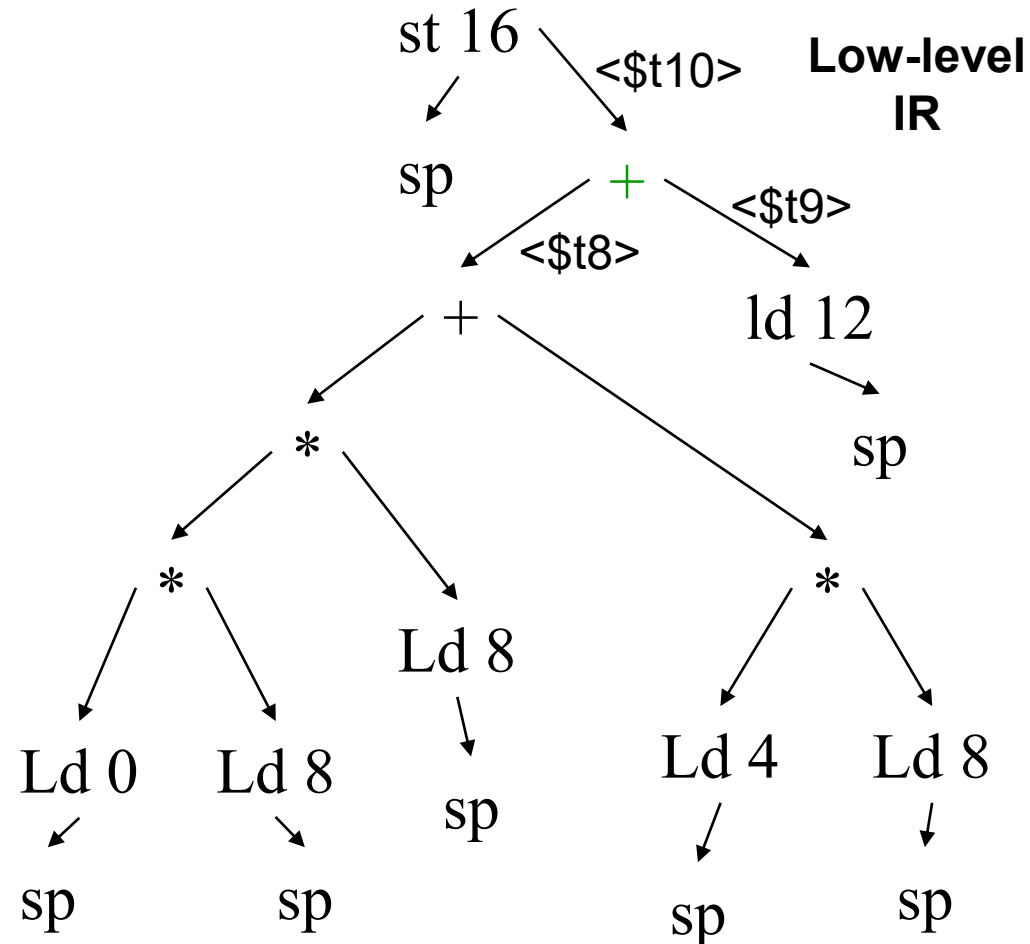 st 16
<$t10>
Low-level
IR
sp
+
<$t9>
<$t8>
+
ld 12
*
sp
*
*
Ld 8
Ld 0
Ld 8
Ld 4
Ld 8
sp
sp
sp
sp
sp